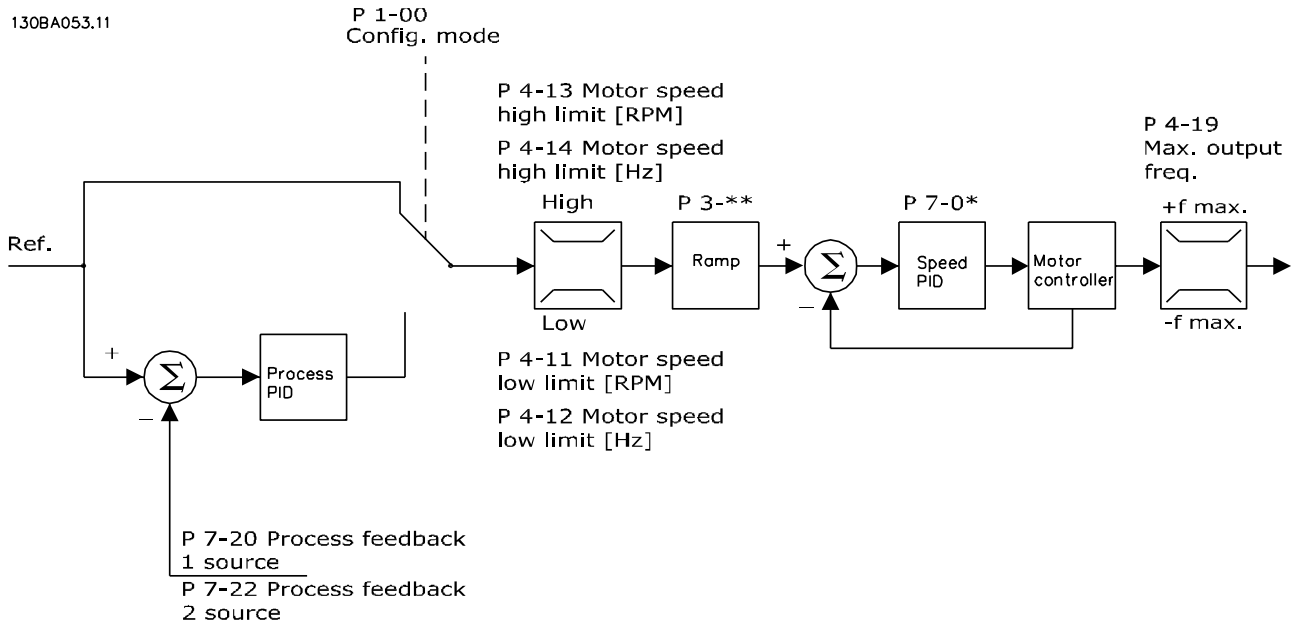 130BA053.11
P 1-00
Config. mode
P 4-13 Motor speed
high limit [RPM]
P 4-14 Motor speed
high limit [Hz]
P 4-19
Max. output
freq.
High
P 3-**
P 7-0*
+f max.
Ref.
Ramp
+
Σ
−
Speed
PID
Motor
controller
Low
-f max.
+
Σ
−
Process
PID
P 4-11 Motor speed
low limit [RPM]
P 4-12 Motor speed
low limit [Hz]
P 7-20 Process feedback
1 source
P 7-22 Process feedback
2 source